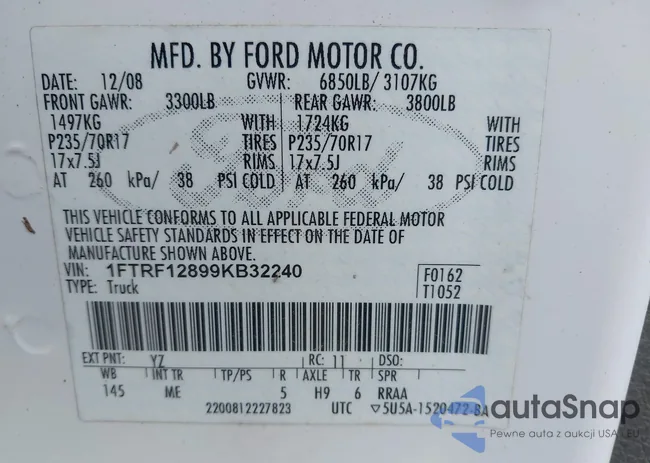 MFD. BY FORD MOTOR CO.
DATE: 12/08 GVWR: 6850LB/ 3107KG
FRONT GAWR: 3300LB REAR GAWR: 3800LB
1497KG WITH 1724KG WITH
P235/70R17 TIRES P235/70R17 TIRES
17x7.5J RIMS 17x7.5J RIMS
AT 260 kPa/ 38 PSI COLD AT 260 kPa/ 38 PSI COLD
THIS VEHICLE CONFORMS TO ALL APPLICABLE FEDERAL MOTOR
VEHICLE SAFETY STANDARDS IN EFFECT ON THE DATE OF
MANUFACTURE SHOWN ABOVE.
VIN: 1FTRF12899KB32240 F0162
TYPE: Truck T1052
EXT PNT: YZ RC: 11 DSO:
WB INT TR TP/PS R AXLE TR SPR
145 ME 5 H9 6 RRAA
2200812227823 UTC ▽5U5A-1520472-BA
autaSnap
Pewne auta z aukcji USA i EU